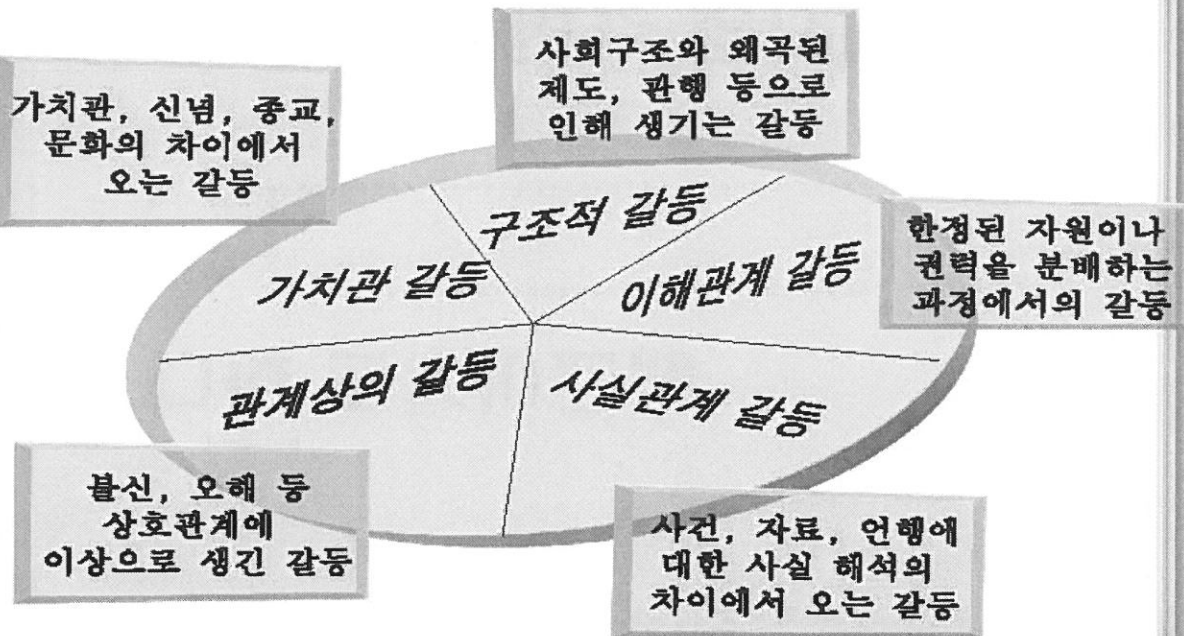 사회구조와 왜곡된
제도, 관행 등으로
인해 생기는 갈등
가치관, 신념, 종교,
문화의 차이에서
오는 갈등
구조적 갈등
한정된 자원이나
권력을 분배하는
과정에서의 갈등
가치관 갈등
이해관계 갈등
관계상의 갈등
사실관계 갈등
불신, 오해 등
상호관계에
이상으로 생긴 갈등
사건, 자료, 언행에
대한 사실 해석의
차이에서 오는 갈등